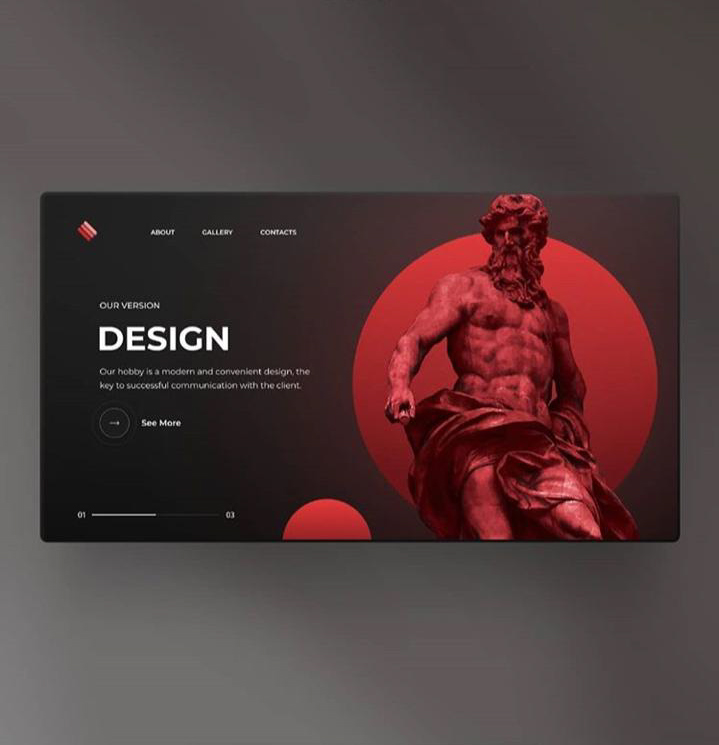 ABOUT GALLERY CONTACTS
OUR VERSION
DESIGN
Our hobby is a modern and convenient design, the
key to successful communication with the client.
→ See More
01 03